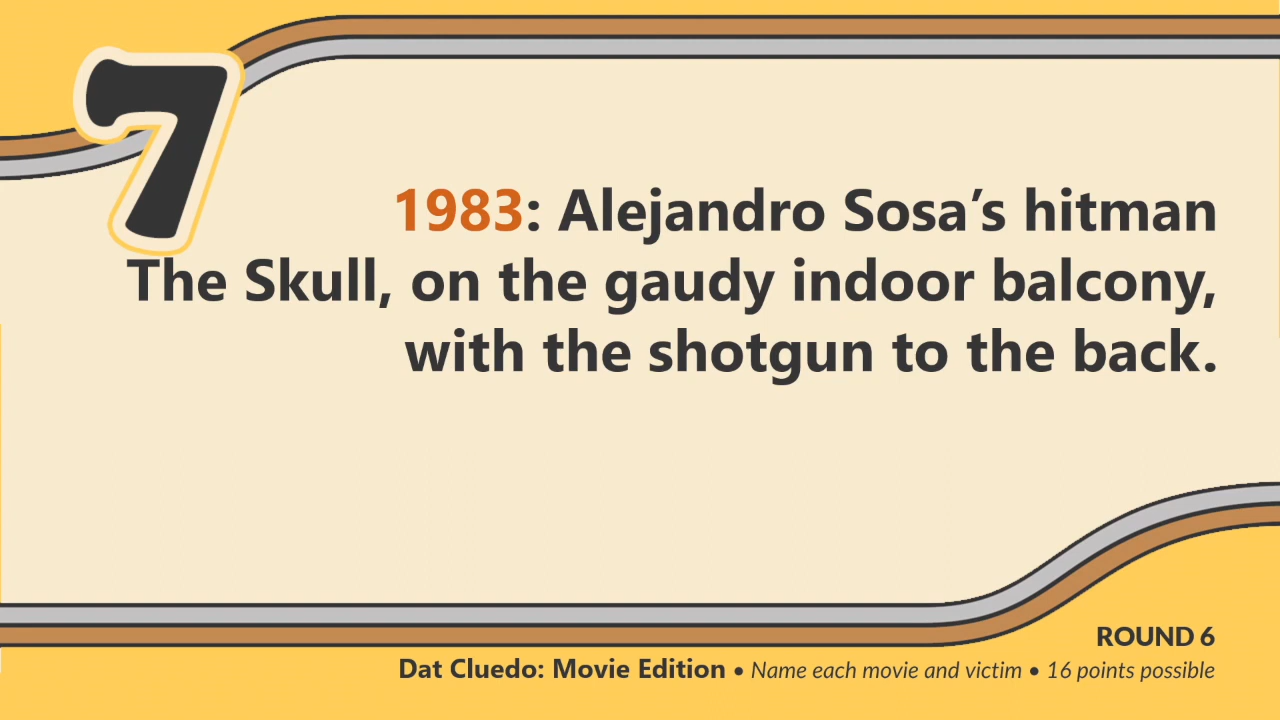 7
1983: Alejandro Sosa’s hitman
The Skull, on the gaudy indoor balcony,
with the shotgun to the back.
ROUND 6
Dat Cluedo: Movie Edition • Name each movie and victim • 16 points possible